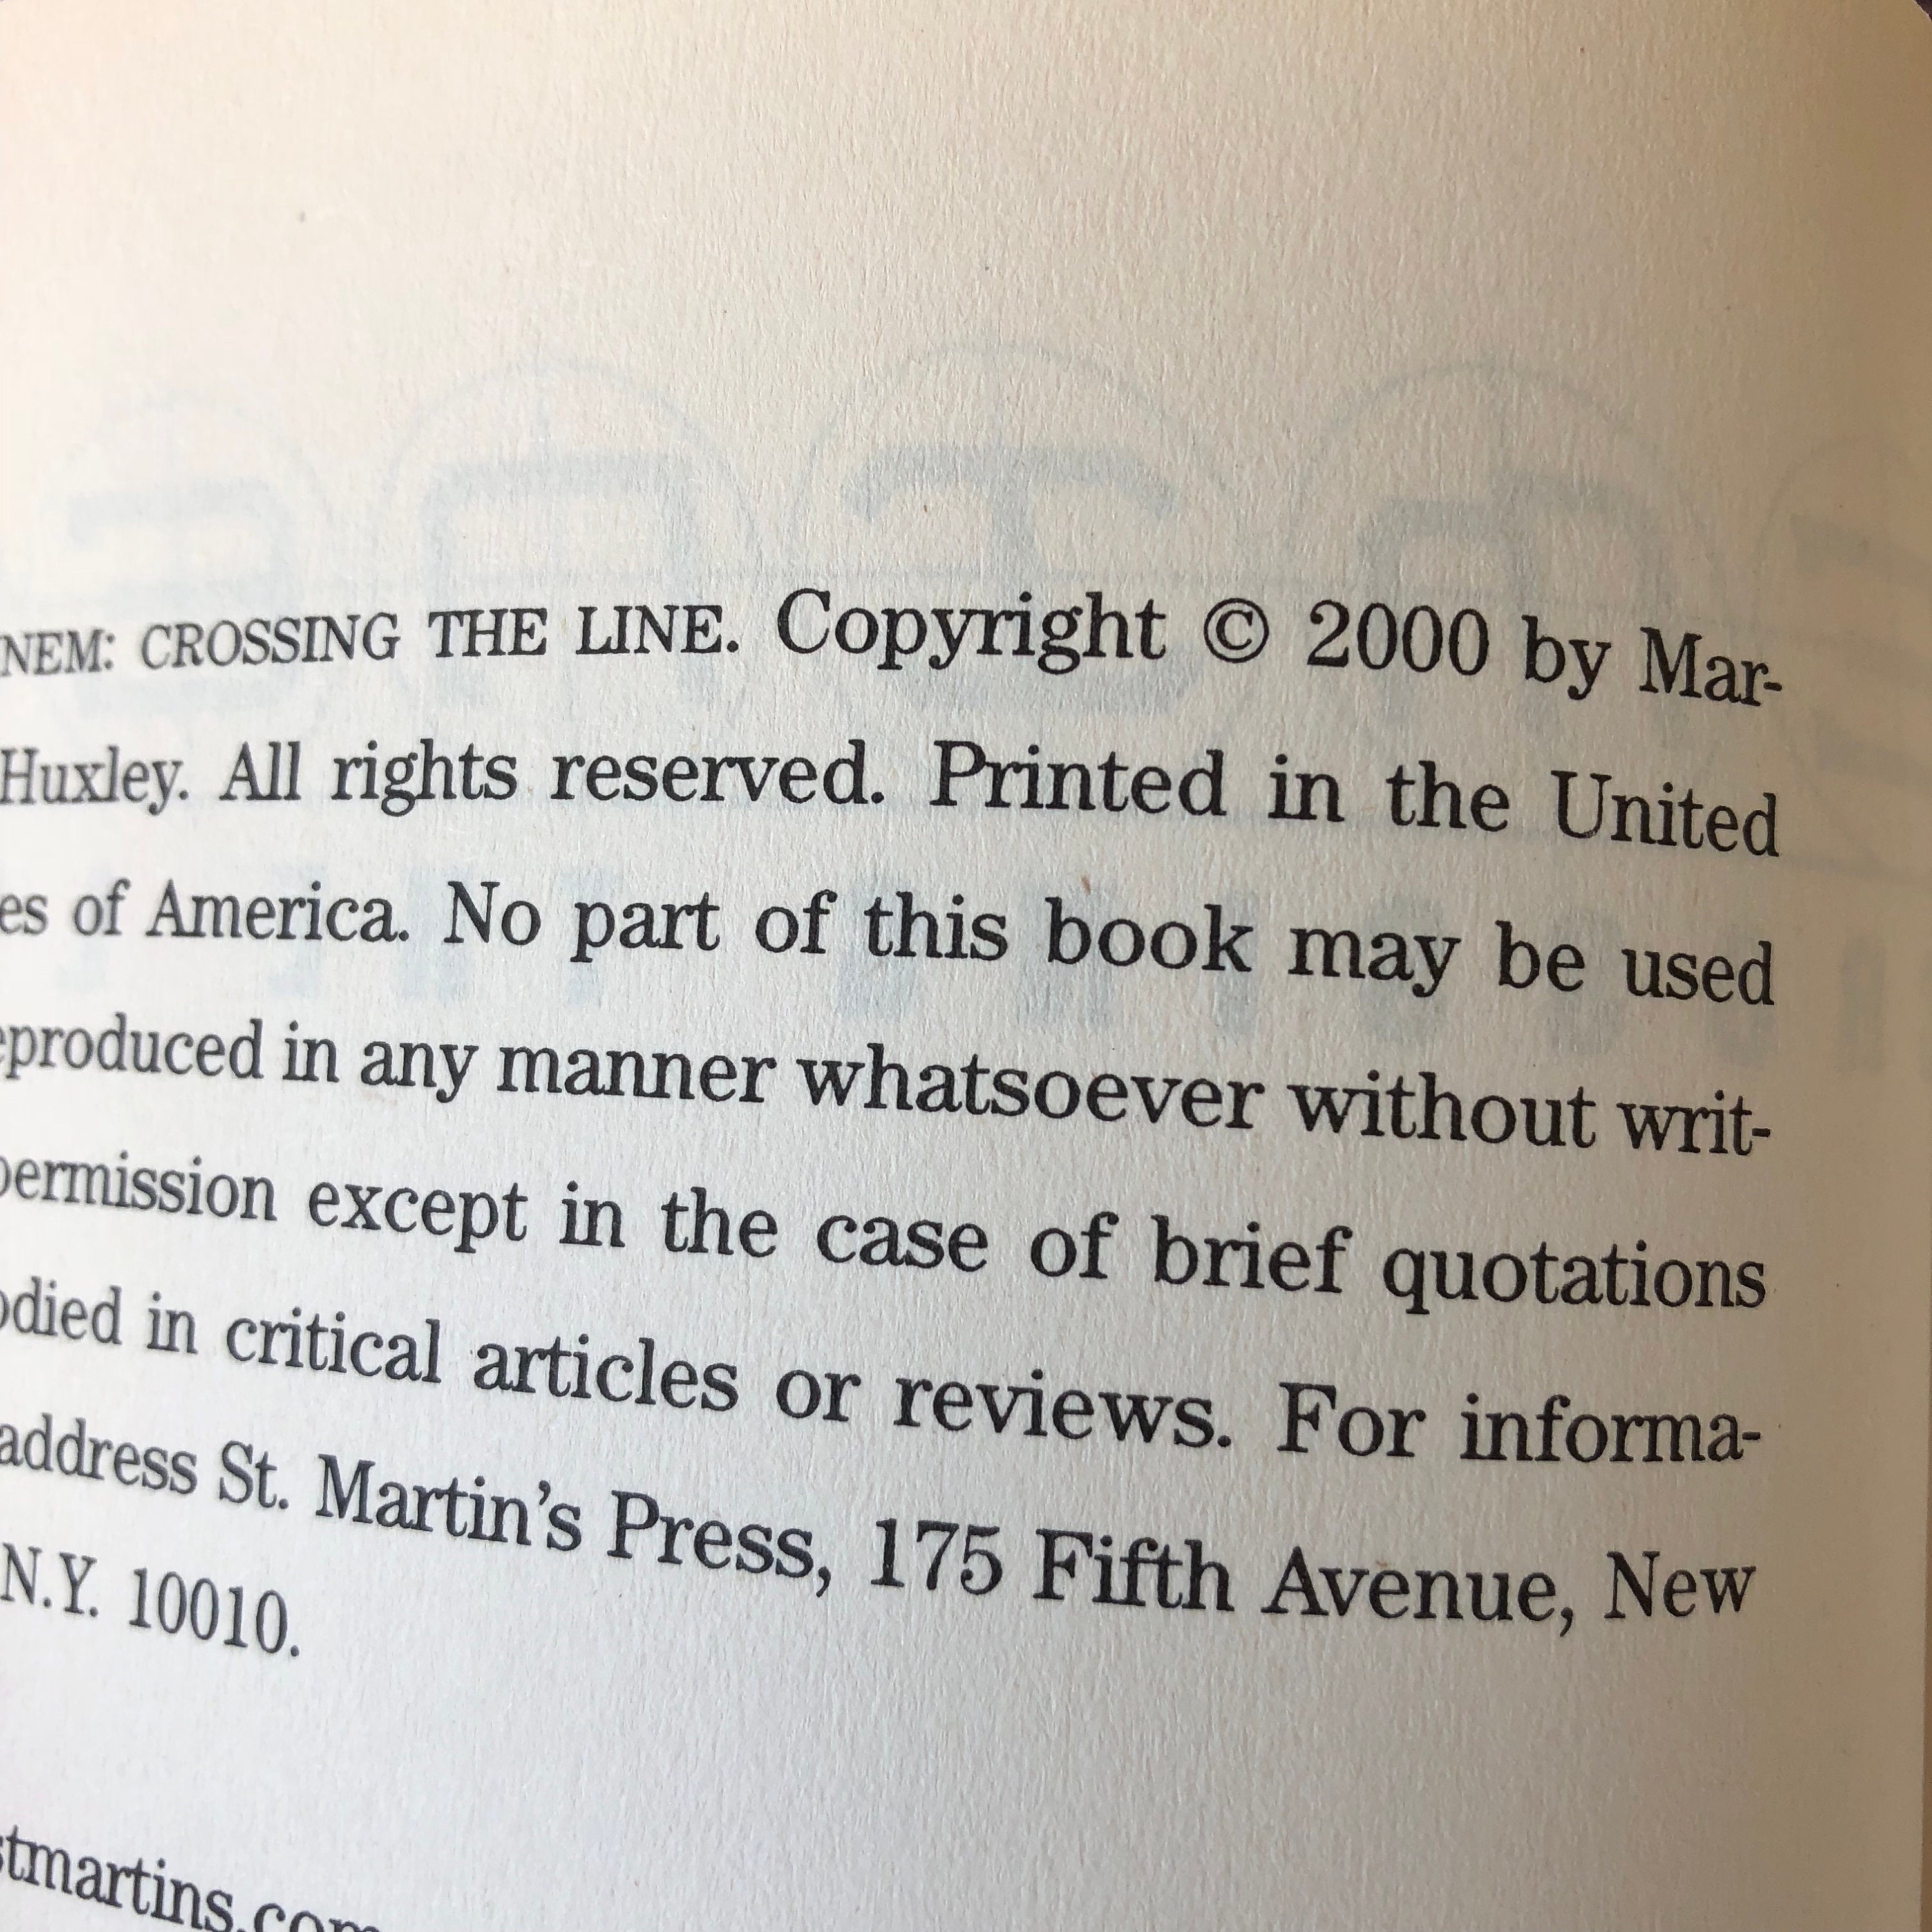 NEM: CROSSING THE LINE. Copyright © 2000 by Mar-
Huxley. All rights reserved. Printed in the United
es of America. No part of this book may be used
eproduced in any manner whatsoever without writ-
permission except in the case of brief quotations
odied in critical articles or reviews. For informa-
address St. Martin's Press, 175 Fifth Avenue, New
N.Y. 10010.
stmartins.com